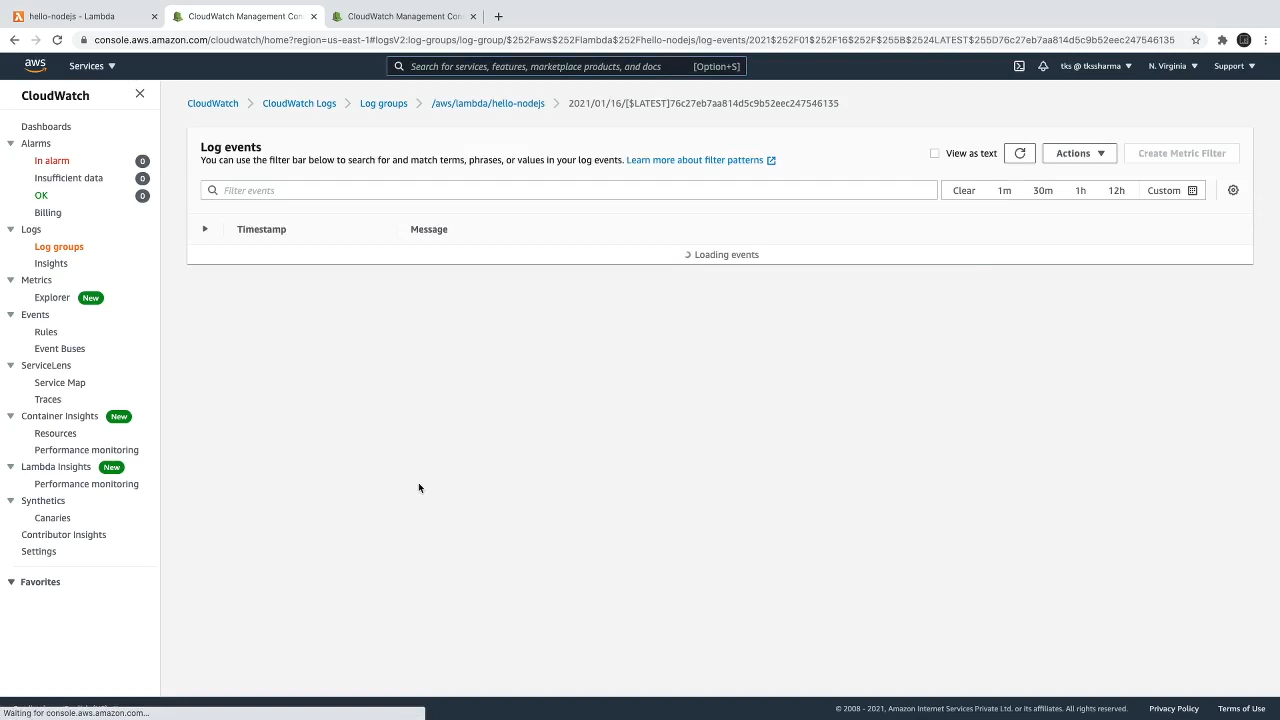 hello-nodejs - Lambda
CloudWatch Management Con
CloudWatch Management Con
console.aws.amazon.com/cloudwatch/home?region=us-east-1#logsV2:log-groups/log-group/$252Faws$252Flambda$252Fhello-nodejs/log-events/2021$252F01$252F16$252F$255B$2524LATEST$255D76c27eb7aa814d5c9b52eec247546135
aws
Services
Search for services, features, marketplace products, and docs [Option+S]
tks @ tkssharma
N. Virginia
Support
CloudWatch
Dashboards
Alarms
In alarm 0
Insufficient data 0
OK 0
Billing
Logs
Log groups
Insights
Metrics
Explorer New
Events
Rules
Event Buses
ServiceLens
Service Map
Traces
Container Insights New
Resources
Performance monitoring
Lambda Insights New
Performance monitoring
Synthetics
Canaries
Contributor Insights
Settings
Favorites
CloudWatch
CloudWatch Logs
Log groups
/aws/lambda/hello-nodejs
2021/01/16/[$LATEST]76c27eb7aa814d5c9b52eec247546135
Log events
You can use the filter bar below to search for and match terms, phrases, or values in your log events. Learn more about filter patterns
View as text
Actions
Create Metric Filter
Filter events
Clear 1m 30m 1h 12h Custom
Timestamp Message
Loading events
Waiting for console.aws.amazon.com...
© 2008 - 2021, Amazon Internet Services Private Ltd. or its affiliates. All rights reserved.
Privacy Policy
Terms of Use